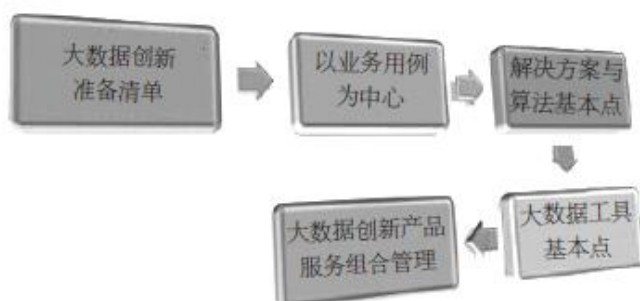 大数据创新
准备清单
以业务用例
为中心
解决方案与
算法基本点
大数据工具
基本点
大数据创新产品
服务组合管理